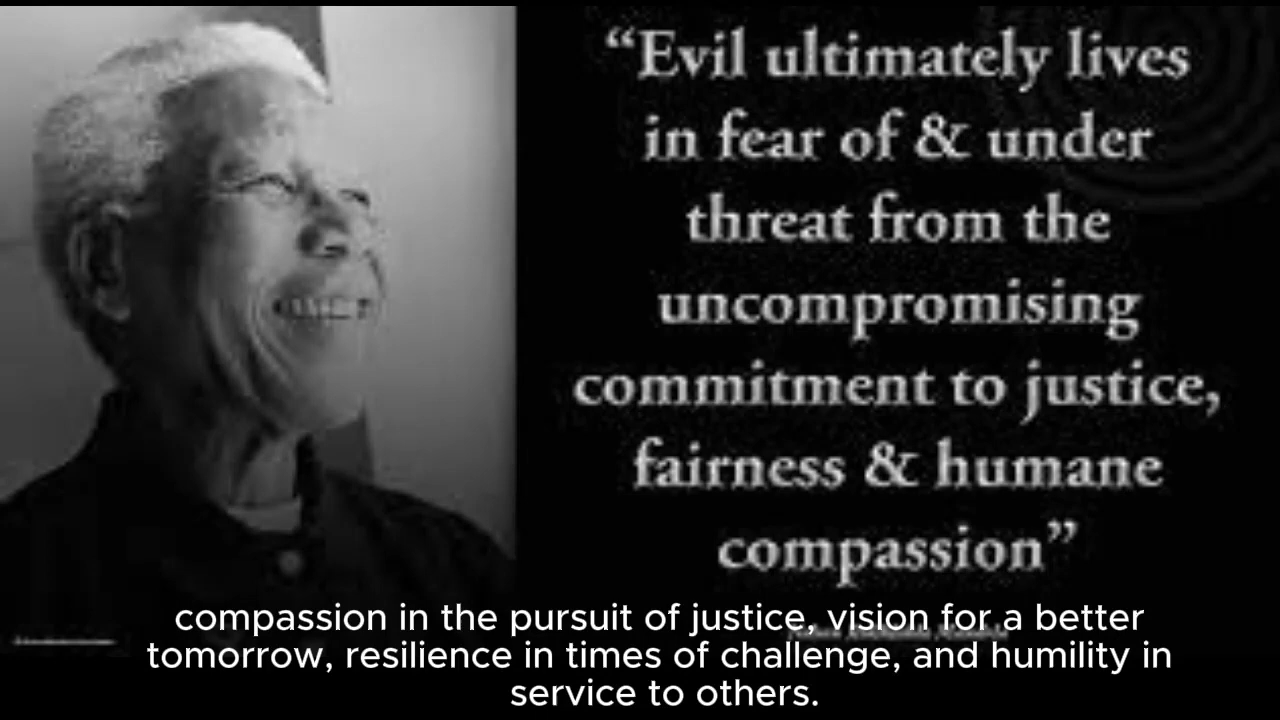 “Evil ultimately lives
in fear of & under
threat from the
uncompromising
commitment to justice,
fairness & humane
compassion”
compassion in the pursuit of justice, vision for a better
tomorrow, resilience in times of challenge, and humility in
service to others.